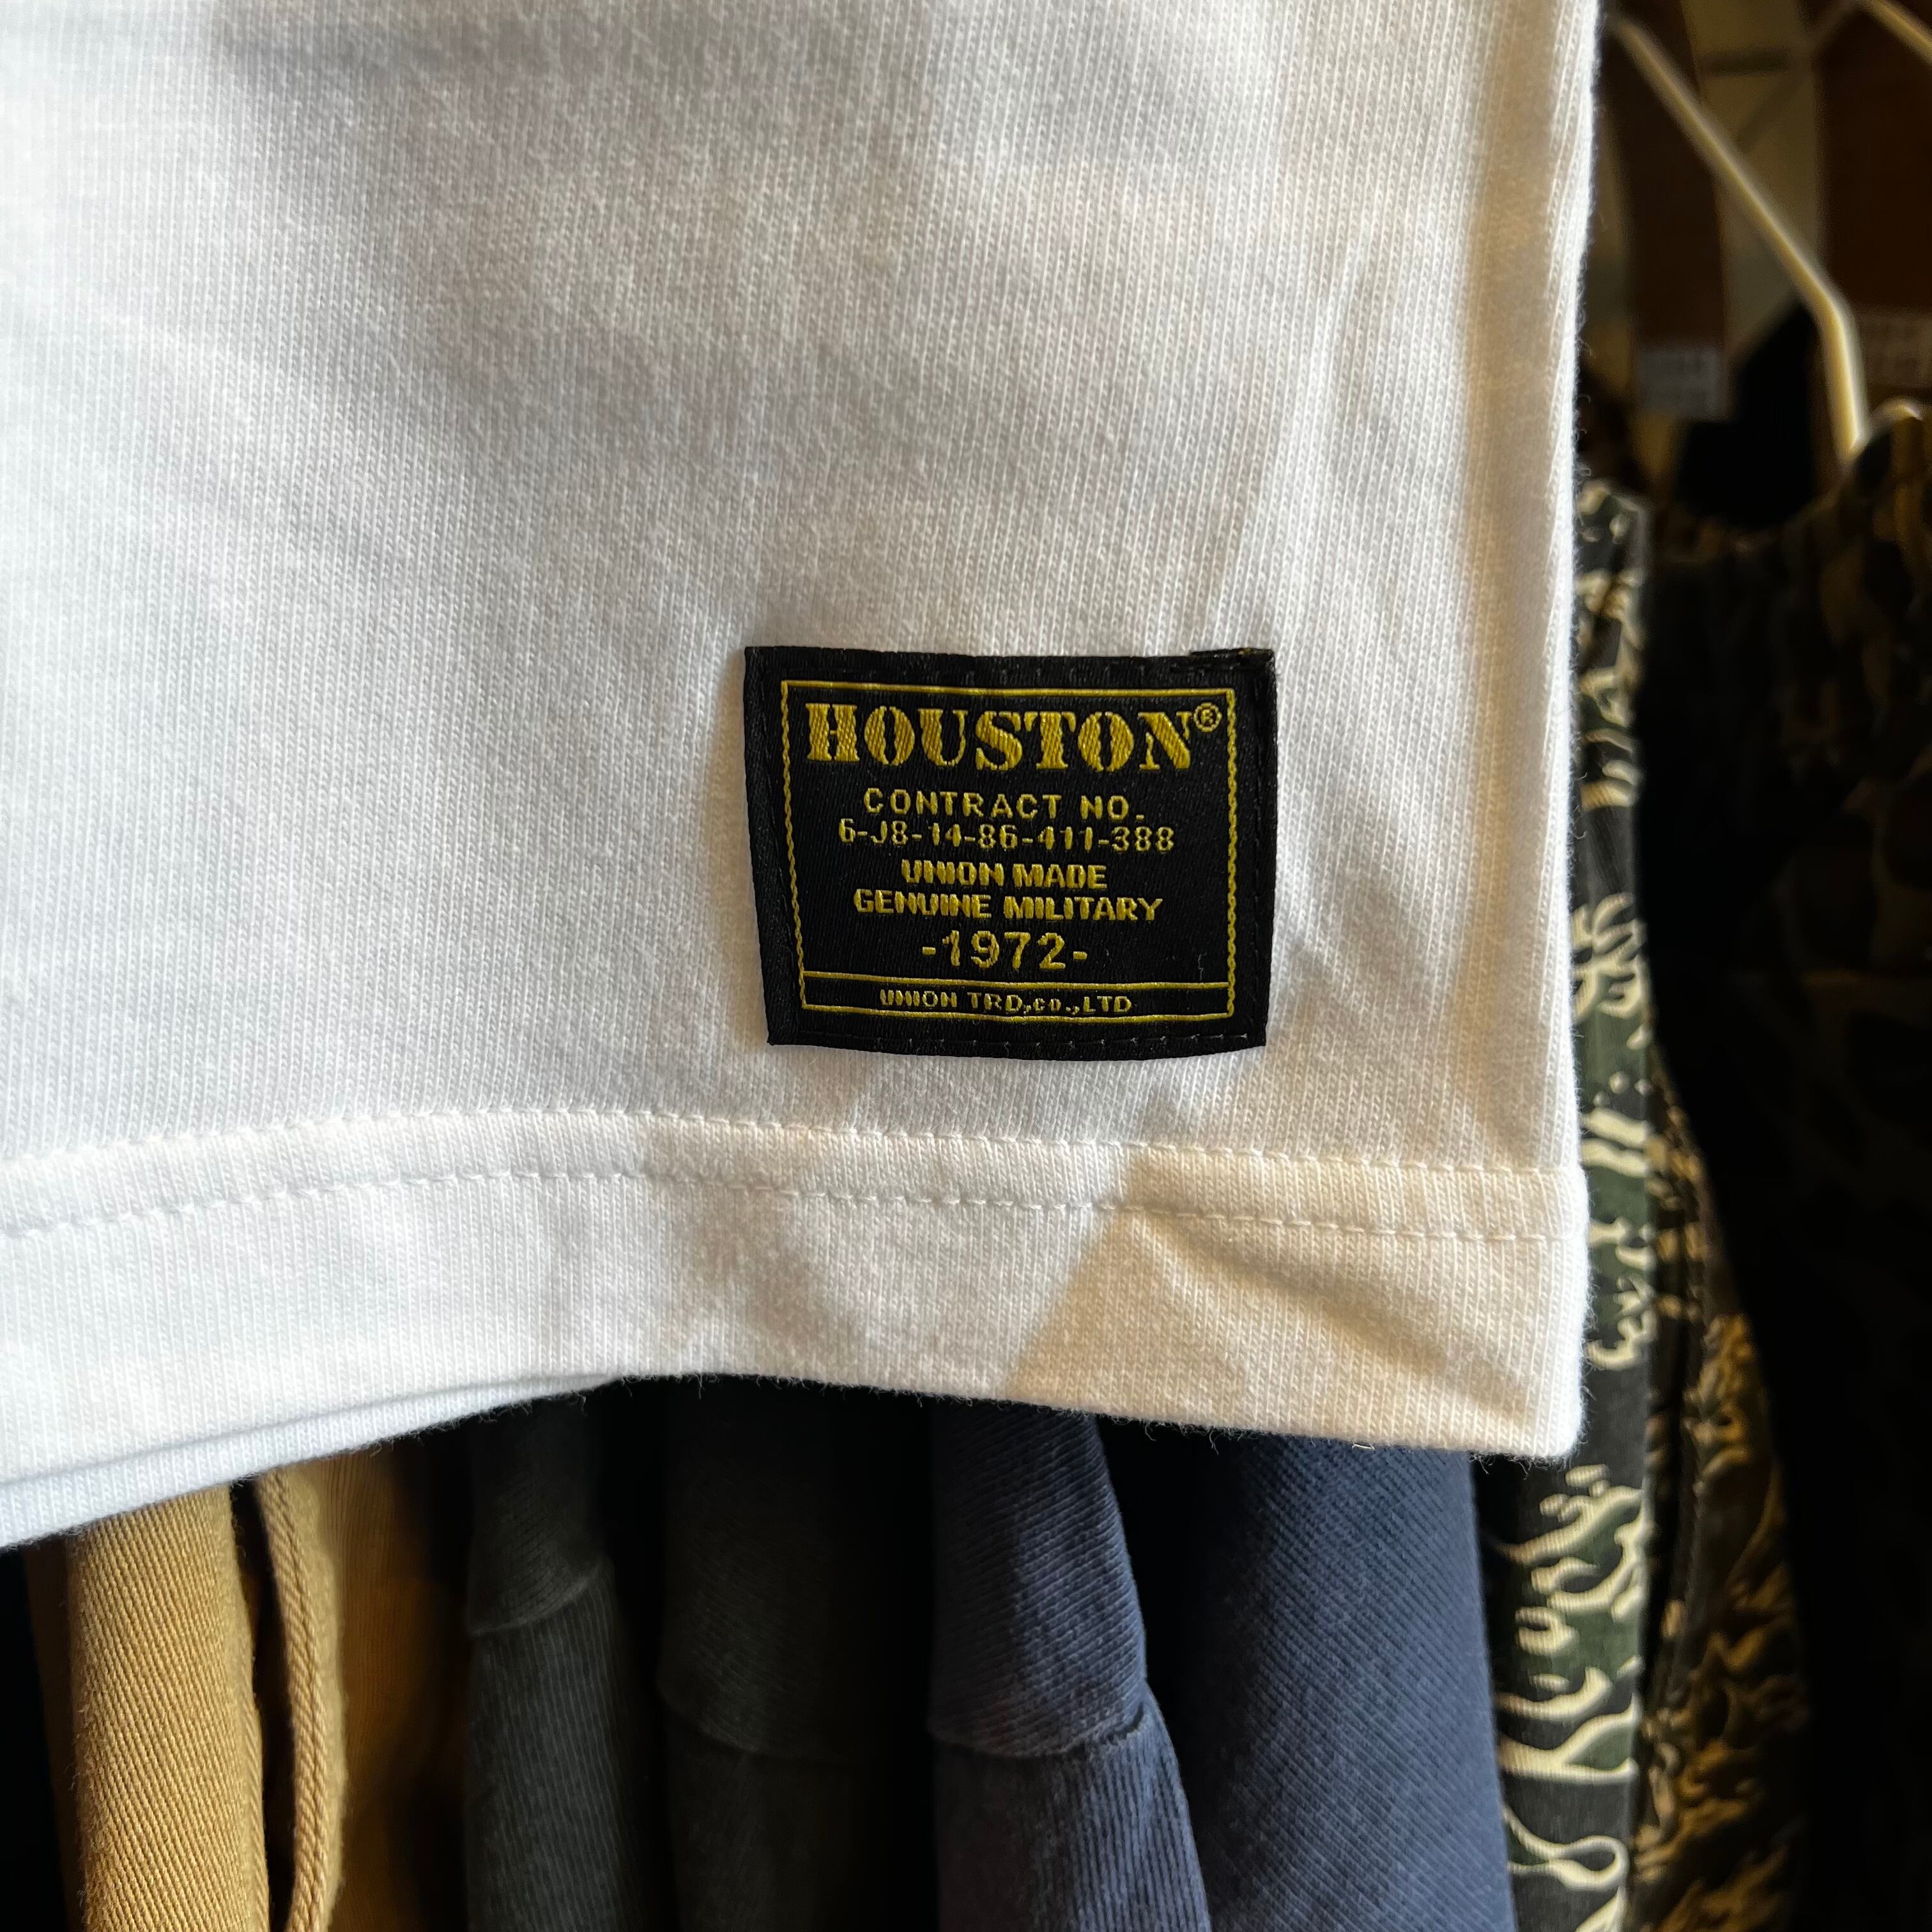 HOUSTON®
CONTRACT NO.
6-J8-14-86-411-388
UNION MADE
GENUINE MILITARY
-1972-
UNION TRD,co.,LTD